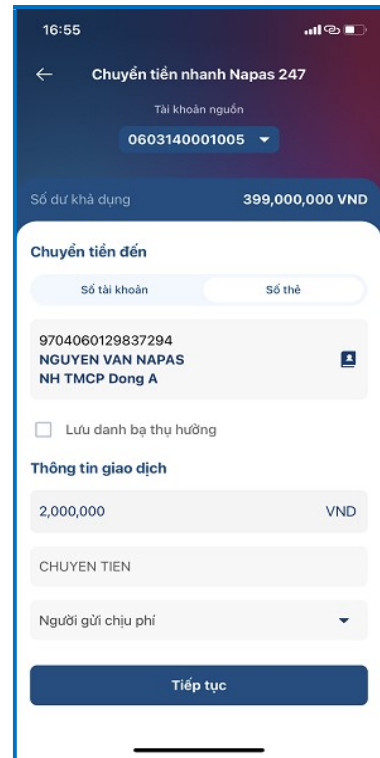 16:55
Chuyển tiền nhanh Napas 247
Tài khoản nguồn
0603140001005
Số dư khả dụng 399,000,000 VND
Chuyển tiền đến
Số tài khoản Số thẻ
9704060129837294
NGUYEN VAN NAPAS
NH TMCP Dong A
Lưu danh bạ thụ hưởng
Thông tin giao dịch
2,000,000 VND
CHUYEN TIEN
Người gửi chịu phí
Tiếp tục